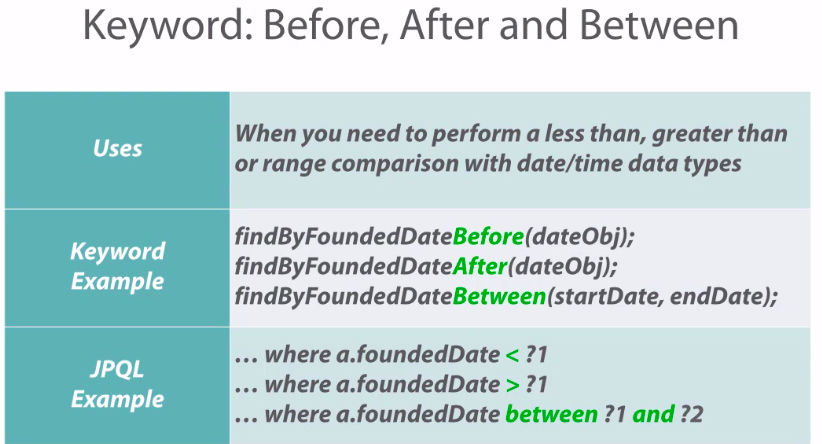 Keyword: Before, After and Between
Uses
When you need to perform a less than, greater than
or range comparison with date/time data types
Keyword
Example
findByFoundedDateBefore(dateObj);
findByFoundedDateAfter(dateObj);
findByFoundedDateBetween(startDate, endDate);
JPQL
Example
… where a.foundedDate < ?1
… where a.foundedDate > ?1
… where a.foundedDate between ?1 and ?2